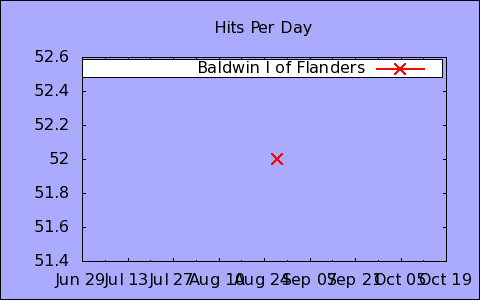 Hits Per Day
Baldwin I of Flanders
52.6
52.4
52.2
52
51.8
51.6
51.4
Jun 29 Jul 13 Jul 27 Aug 10 Aug 24 Sep 07 Sep 21 Oct 05 Oct 19